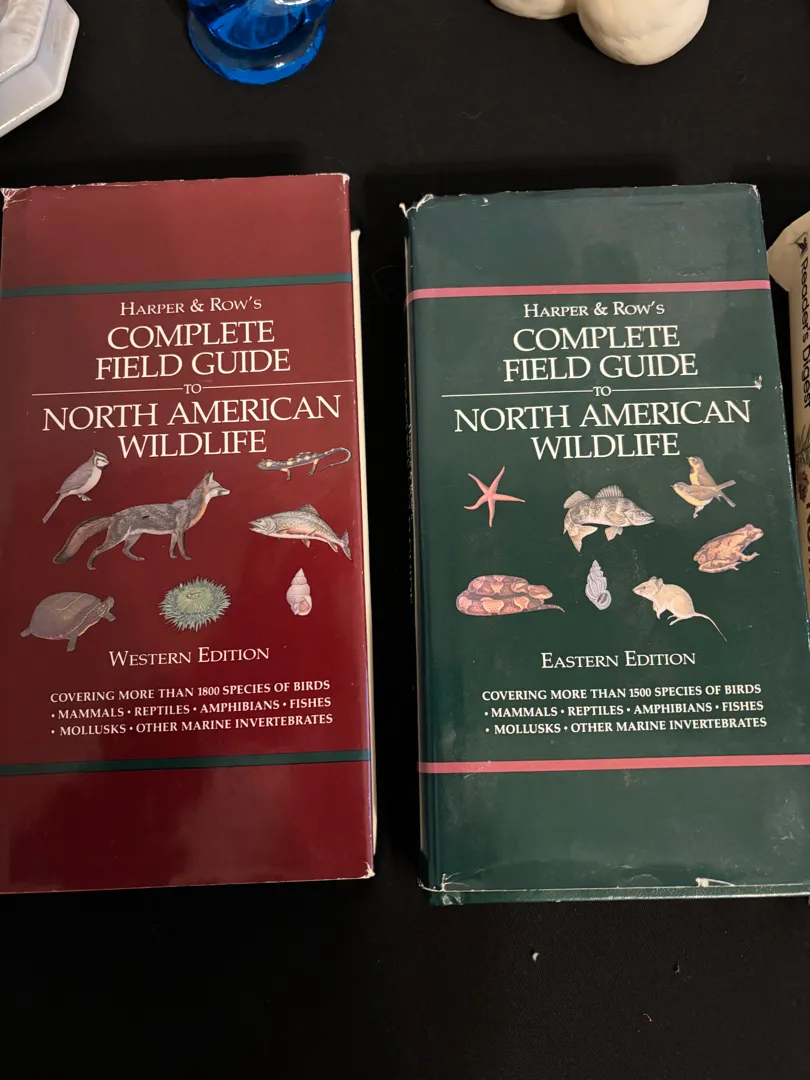 HARPER & ROW'S
COMPLETE
FIELD GUIDE
TO
NORTH AMERICAN
WILDLIFE
WESTERN EDITION
COVERING MORE THAN 1800 SPECIES OF BIRDS
• MAMMALS • REPTILES • AMPHIBIANS • FISHES
• MOLLUSKS • OTHER MARINE INVERTEBRATES
HARPER & ROW'S
COMPLETE
FIELD GUIDE
TO
NORTH AMERICAN
WILDLIFE
EASTERN EDITION
COVERING MORE THAN 1500 SPECIES OF BIRDS
• MAMMALS • REPTILES • AMPHIBIANS • FISHES
• MOLLUSKS • OTHER MARINE INVERTEBRATES